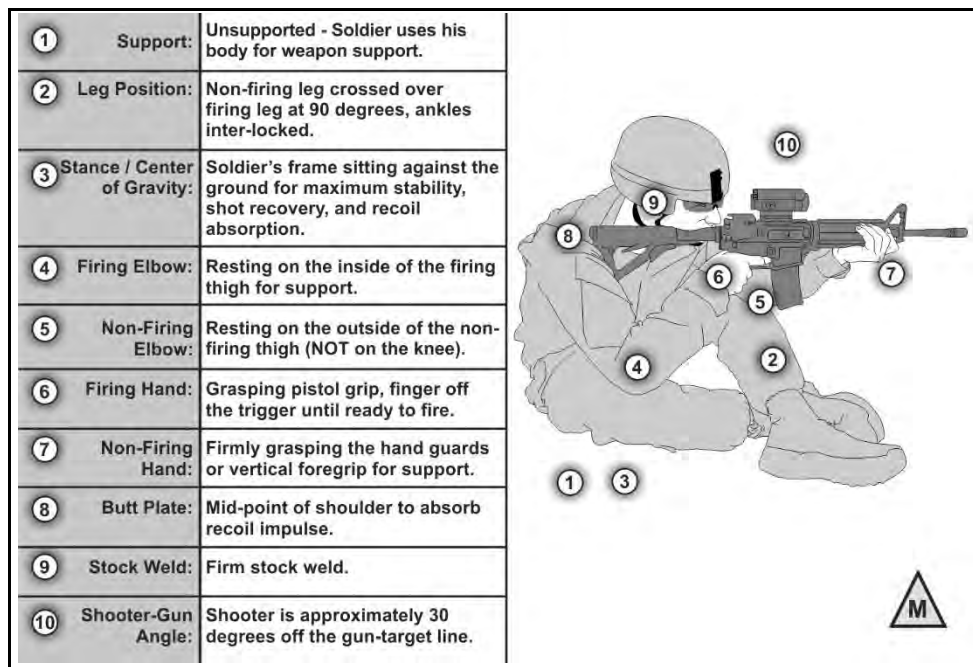 1 Support: Unsupported - Soldier uses his
body for weapon support.
2 Leg Position: Non-firing leg crossed over
firing leg at 90 degrees, ankles
inter-locked.
3 Stance / Center
of Gravity: Soldier's frame sitting against the
ground for maximum stability,
shot recovery, and recoil
absorption.
4 Firing Elbow: Resting on the inside of the firing
thigh for support.
5 Non-Firing
Elbow: Resting on the outside of the non-
firing thigh (NOT on the knee).
6 Firing Hand: Grasping pistol grip, finger off
the trigger until ready to fire.
7 Non-Firing
Hand: Firmly grasping the hand guards
or vertical foregrip for support.
8 Butt Plate: Mid-point of shoulder to absorb
recoil impulse.
9 Stock Weld: Firm stock weld.
10 Shooter-Gun
Angle: Shooter is approximately 30
degrees off the gun-target line.
10
9
8
7
6
5
4
2
1
3
M